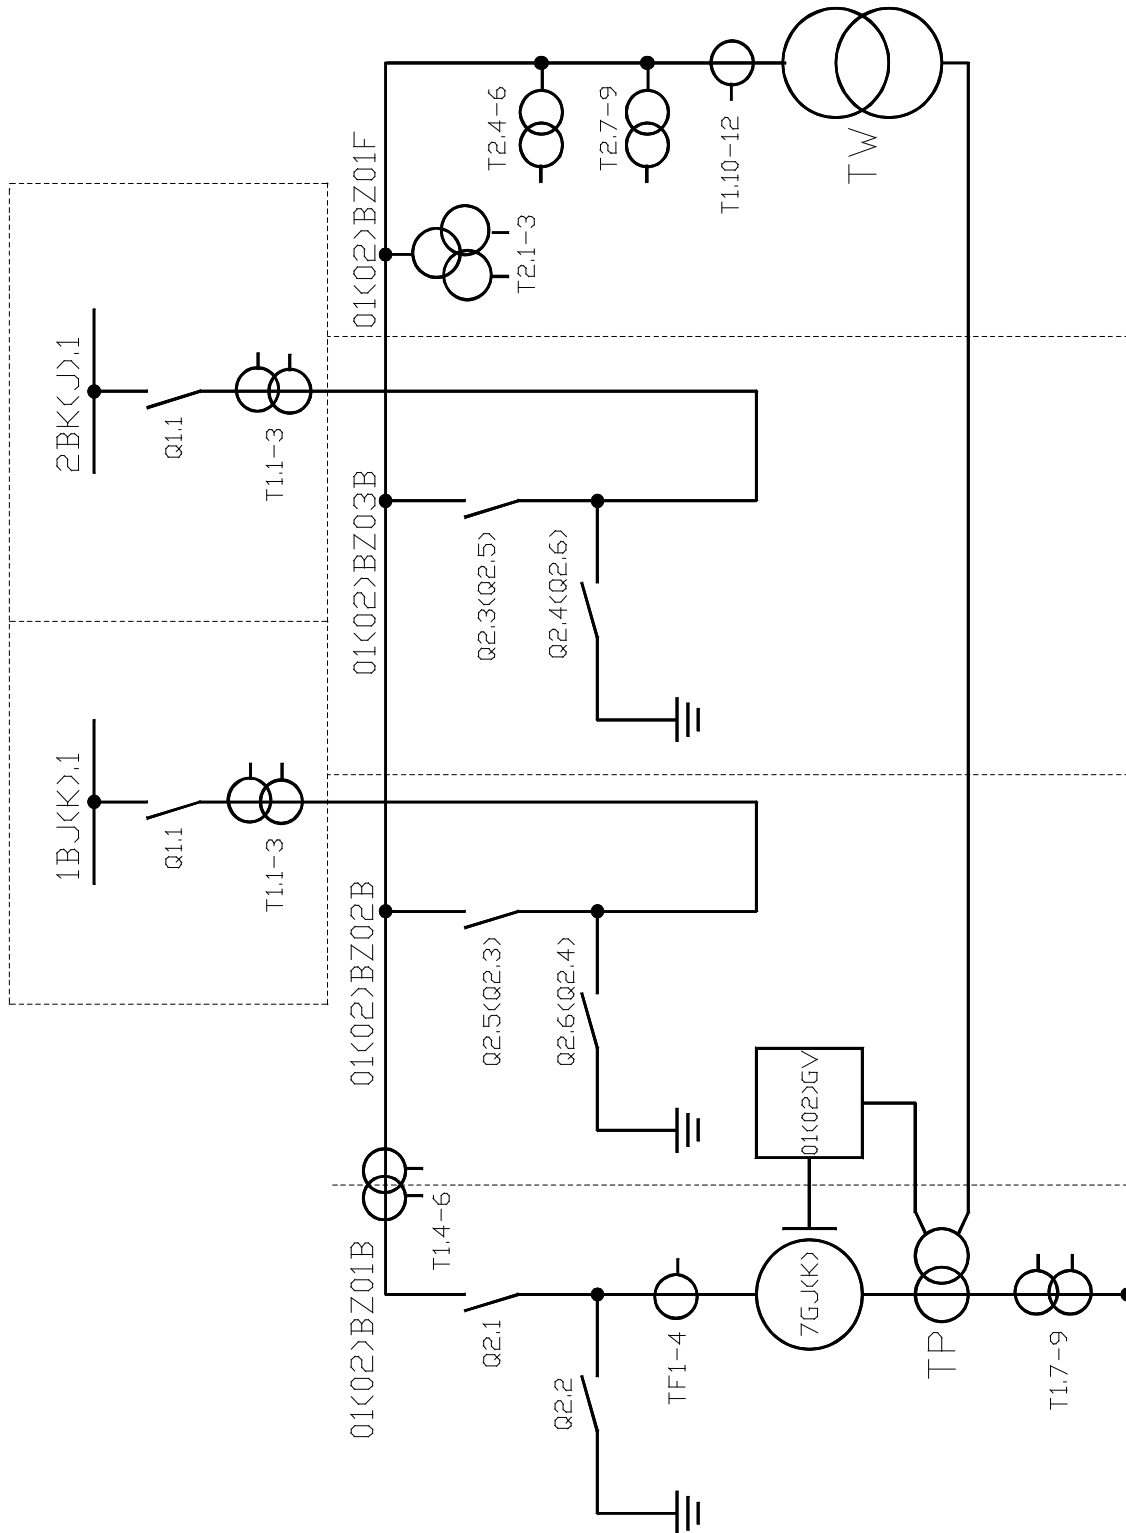 2BK(J).1
Q1.1
T1.1-3
1BJ(K).1
Q1.1
T1.1-3
01(02)BZ01F
T2.1-3
T2.4-6
T2.7-9
T1.10-12
TW
01(02)BZ03B
Q2.3(Q2.5)
Q2.4(Q2.6)
01(02)BZ02B
Q2.5(Q2.3)
Q2.6(Q2.4)
01(02)GV
01(02)BZ01B
T1.4-6
Q2.1
Q2.2
TF1-4
7GJ(K)
TP
T1.7-9